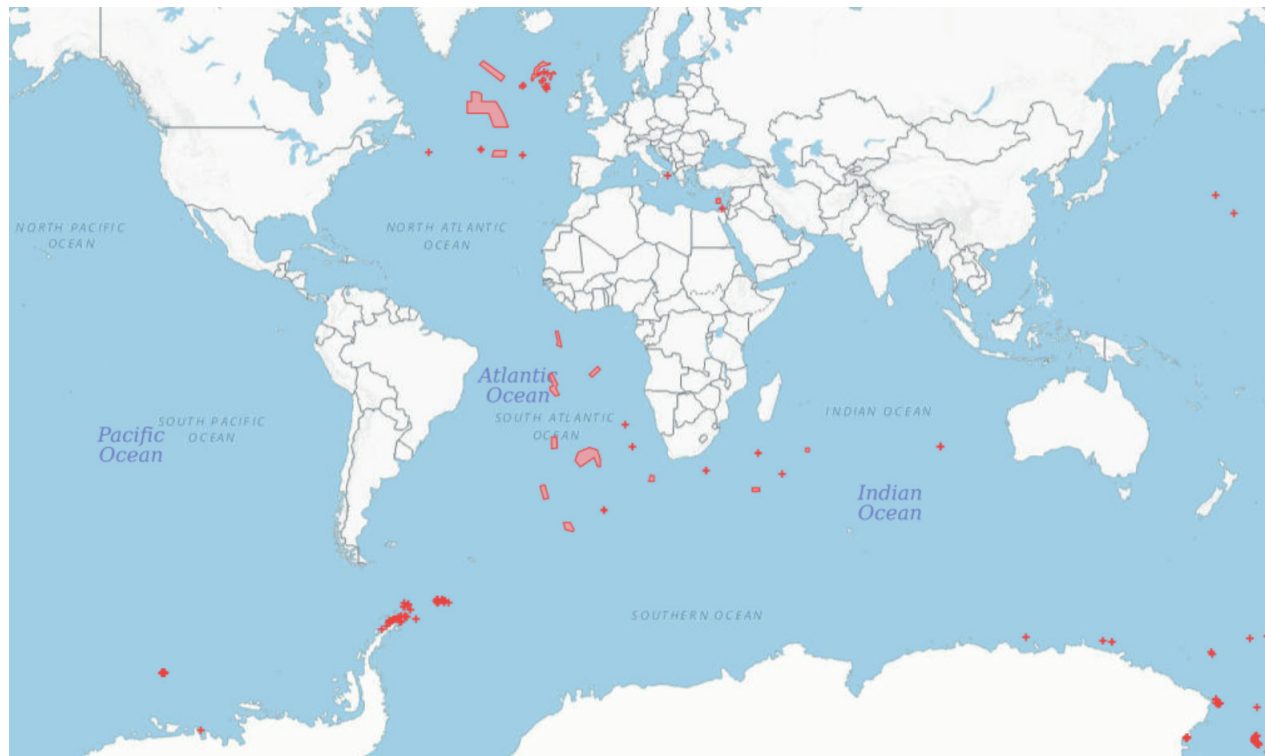 NORTH PACIFIC
OCEAN
NORTH ATLANTIC
OCEAN
Atlantic
Ocean
SOUTH PACIFIC
OCEAN
Pacific
Ocean
SOUTH ATLANTIC
OCEAN
INDIAN OCEAN
Indian
Ocean
SOUTHERN OCEAN